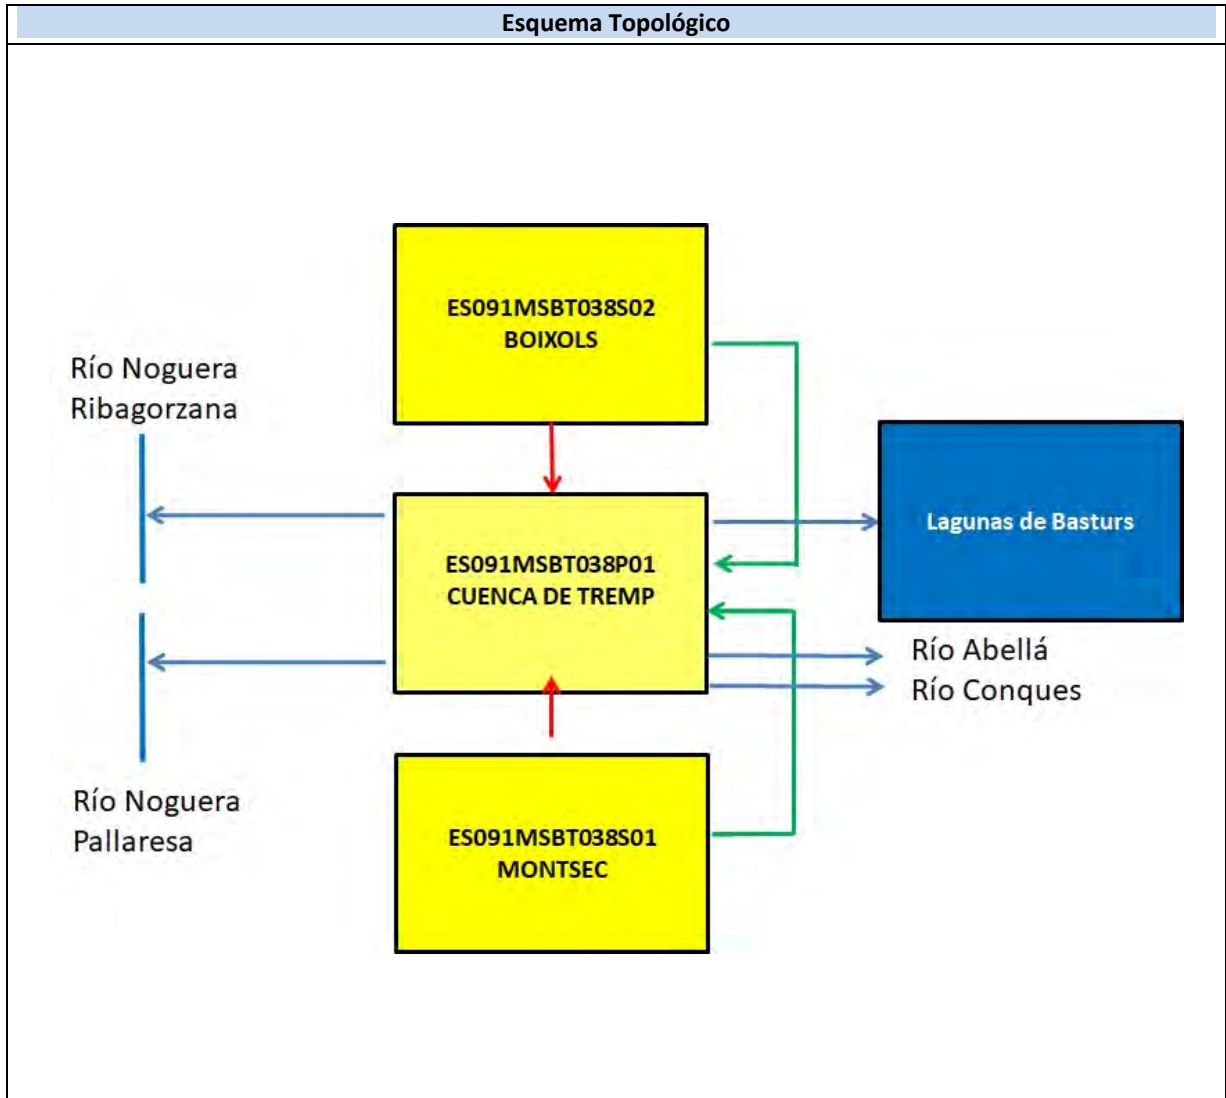 Esquema Topológico
ES091MSBT038S02
BOIXOLS
Río Noguera
Ribagorzana
Lagunas de Basturs
ES091MSBT038P01
CUENCA DE TREMP
Río Abellá
Río Conques
Río Noguera
Pallaresa
ES091MSBT038S01
MONTSEC